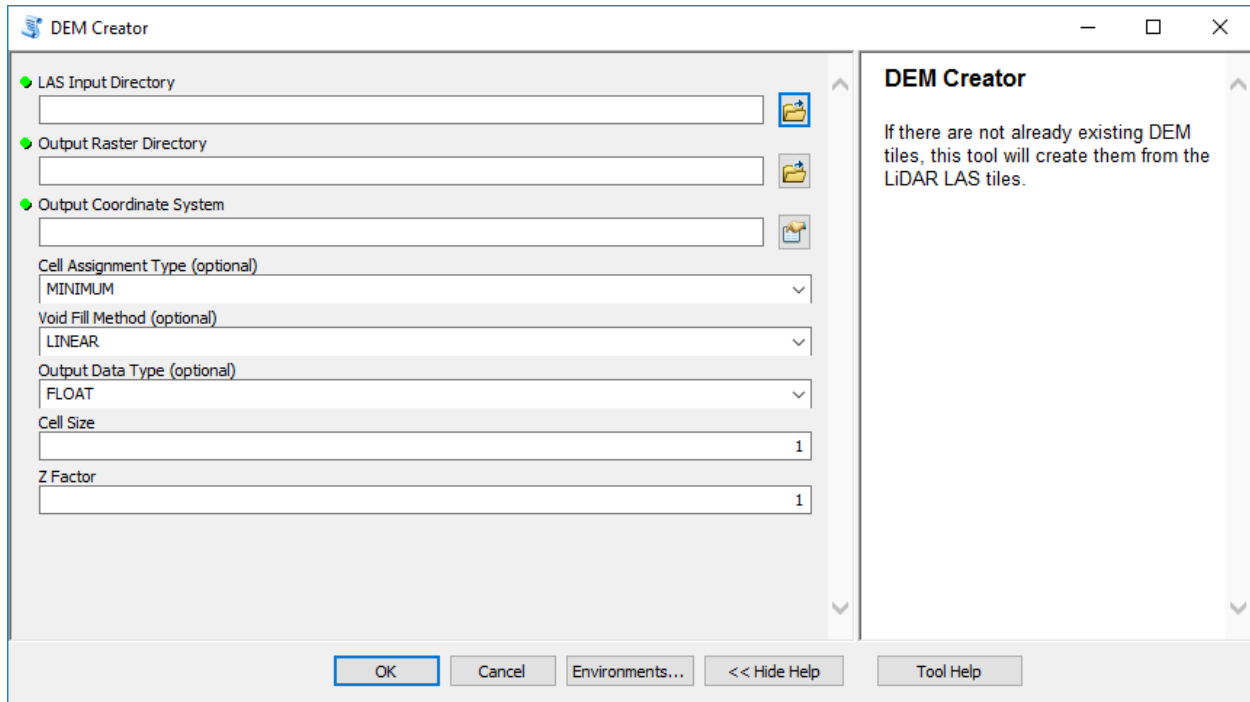 DEM Creator
LAS Input Directory
Output Raster Directory
Output Coordinate System
Cell Assignment Type (optional)
MINIMUM
Void Fill Method (optional)
LINEAR
Output Data Type (optional)
FLOAT
Cell Size
1
Z Factor
1
DEM Creator
If there are not already existing DEM
tiles, this tool will create them from the
LiDAR LAS tiles.
OK
Cancel
Environments...
<< Hide Help
Tool Help